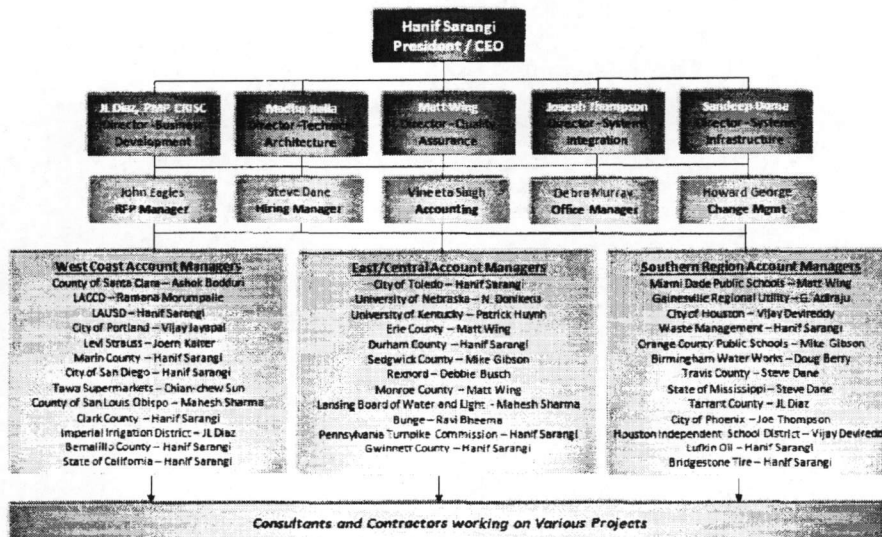 Hanif Sarangi
President / CEO
JL Diaz, PMP CRISC
Director - Business
Development
Director - Technical
Architecture
Matt Wing
Director - Quality
Assurance
Joseph Thompson
Director - Systems
Integration
Sandeep
Director - Systems
Infrastructure
John Eagles
RFP Manager
Steve Dane
Hiring Manager
Vineeta Singh
Accounting
Debra Murray
Office Manager
Howard George
Change Mgmt
West Coast Account Managers
County of Santa Clara – Ashok Bodduri
LACCD – Ramana Morumpalle
LAUSD – Hanif Sarangi
City of Portland – Vijay Jayapal
Levi Strauss – Joern Kaiter
Marin County – Hanif Sarangi
City of San Diego – Hanif Sarangi
Tawa Supermarkets – Chian-chew Sun
County of San Louis Obispo – Mahesh Sharma
Clark County – Hanif Sarangi
Imperial Irrigation District – JL Diaz
Bernalillo County – Hanif Sarangi
State of California – Hanif Sarangi
East/Central Account Managers
City of Toledo – Hanif Sarangi
University of Nebraska – N. Donikena
University of Kentucky – Patrick Huynh
Erie County – Matt Wing
Durham County – Hanif Sarangi
Sedgwick County – Mike Gibson
Rexnord – Debbie Busch
Monroe County – Matt Wing
Lansing Board of Water and Light - Mahesh Sharma
Bunge – Ravi Bheema
Pennsylvania Turnpike Commission – Hanif Sarangi
Gwinnett County – Hanif Sarangi
Southern Region Account Managers
Miami Dade Public Schools – Matt Wing
Gainesville Regional Utility – G. Adiraju
City of Houston – Vijay Devireddy
Waste Management – Hanif Sarangi
Orange County Public Schools – Mike Gibson
Birmingham Water Works – Doug Berry
Travis County – Steve Dane
State of Mississippi – Steve Dane
Tarrant County – JL Diaz
City of Phoenix – Joe Thompson
Houston Independent School District – Vijay Devireddy
Lufkin Oil – Hanif Sarangi
Bridgestone Tire – Hanif Sarangi
Consultants and Contractors working on Various Projects